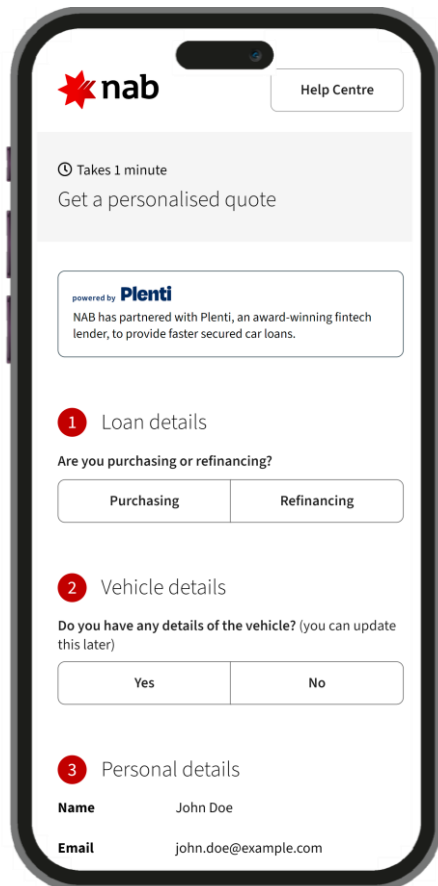 nab
Help Centre
Takes 1 minute
Get a personalised quote
powered by Plenti
NAB has partnered with Plenti, an award-winning fintech
lender, to provide faster secured car loans.
1 Loan details
Are you purchasing or refinancing?
Purchasing Refinancing
2 Vehicle details
Do you have any details of the vehicle? (you can update
this later)
Yes No
3 Personal details
Name John Doe
Email john.doe@example.com